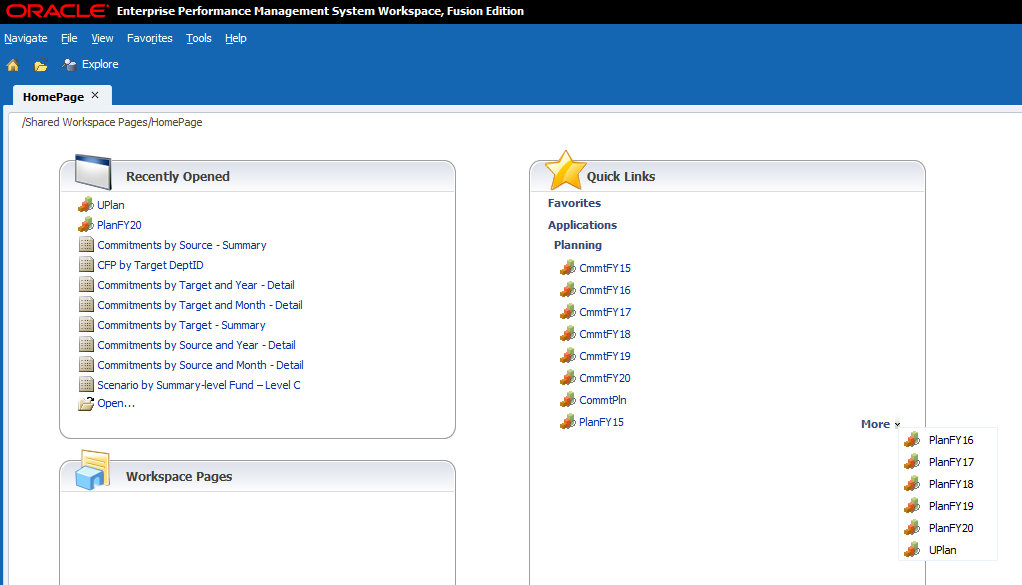 ORACLE Enterprise Performance Management System Workspace, Fusion Edition
Navigate File View Favorites Tools Help
Explore
HomePage
/Shared Workspace Pages/HomePage
Recently Opened
UPlan
PlanFY20
Commitments by Source - Summary
CFP by Target DeptID
Commitments by Target and Year - Detail
Commitments by Target and Month - Detail
Commitments by Target - Summary
Commitments by Source and Year - Detail
Commitments by Source and Month - Detail
Scenario by Summary-level Fund – Level C
Open...
Workspace Pages
Quick Links
Favorites
Applications
Planning
CmmtFY15
CmmtFY16
CmmtFY17
CmmtFY18
CmmtFY19
CmmtFY20
CommtPln
PlanFY15
More
PlanFY16
PlanFY17
PlanFY18
PlanFY19
PlanFY20
UPlan